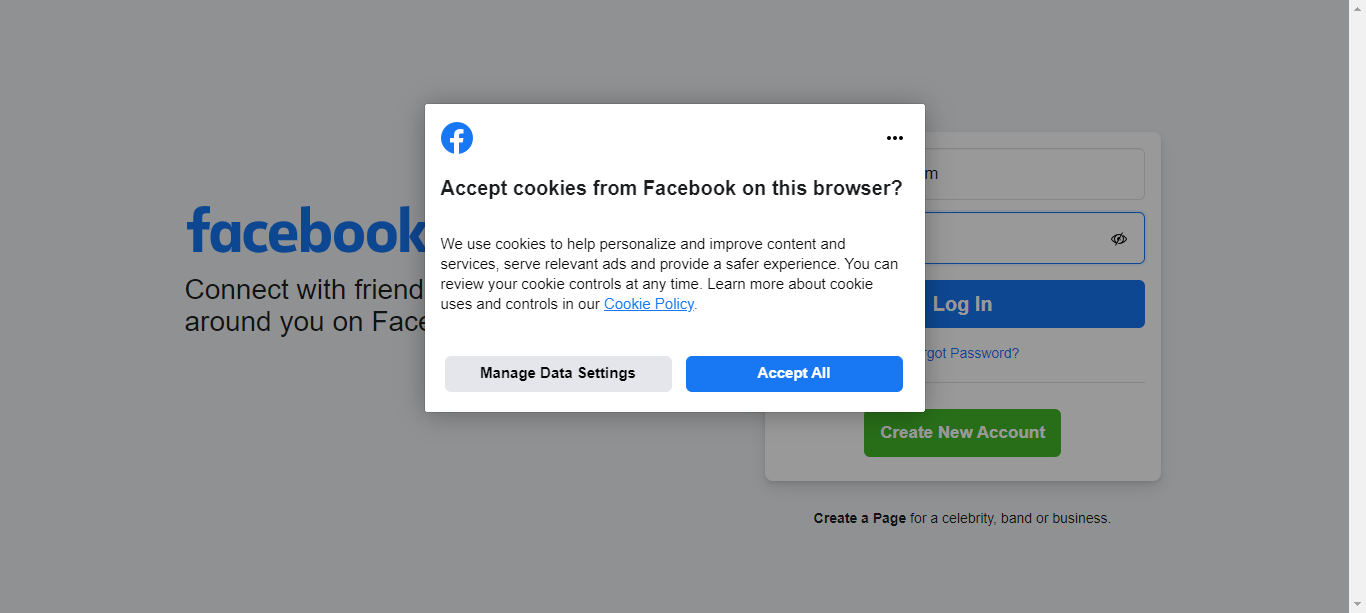 Accept cookies from Facebook on this browser?
We use cookies to help personalize and improve content and
services, serve relevant ads and provide a safer experience. You can
review your cookie controls at any time. Learn more about cookie
uses and controls in our Cookie Policy.
Manage Data Settings
Accept All
facebook
Connect with friend
around you on Face
m
Log In
rgot Password?
Create New Account
Create a Page for a celebrity, band or business.